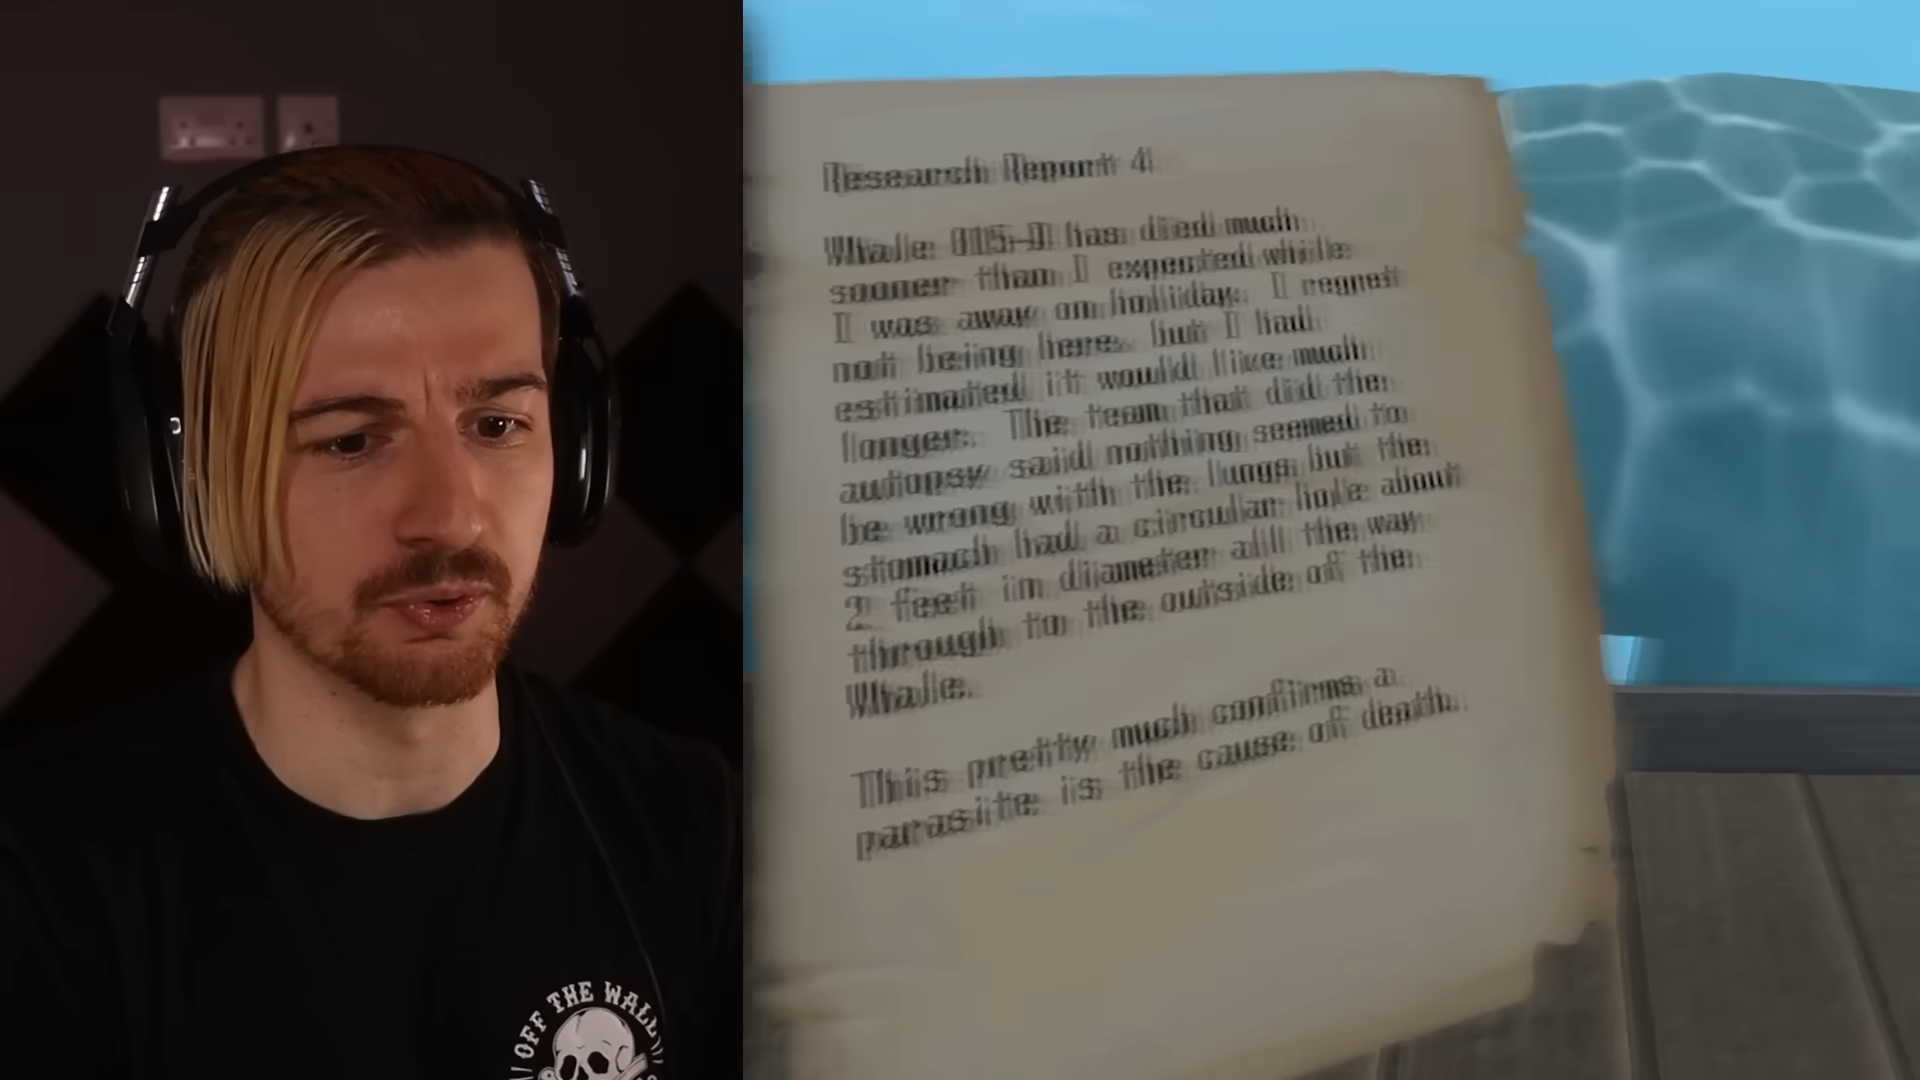 Research Report 4
Whale 015-D has died much
sooner than I expected while
I was away on holiday. I regret
not being here, but I had
estimated it would live much
longer. The team that did the
autopsy said nothing seemed to
be wrong with the lungs but the
stomach had a circular hole about
2 feet in diameter all the way
through to the outside of the
Whale.
This pretty much confirms a
parasite is the cause of death.
OFF THE WALL